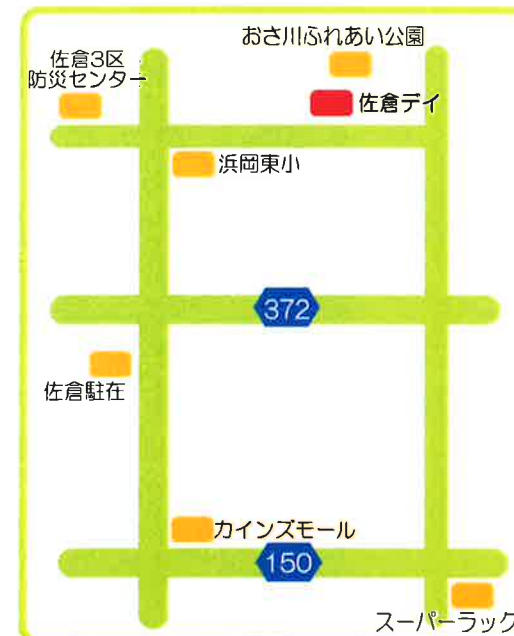 おさ川ふれあい公園
佐倉3区
防災センター
佐倉デイ
浜岡東小
372
佐倉駐在
カインズモール
150
スーパーラック